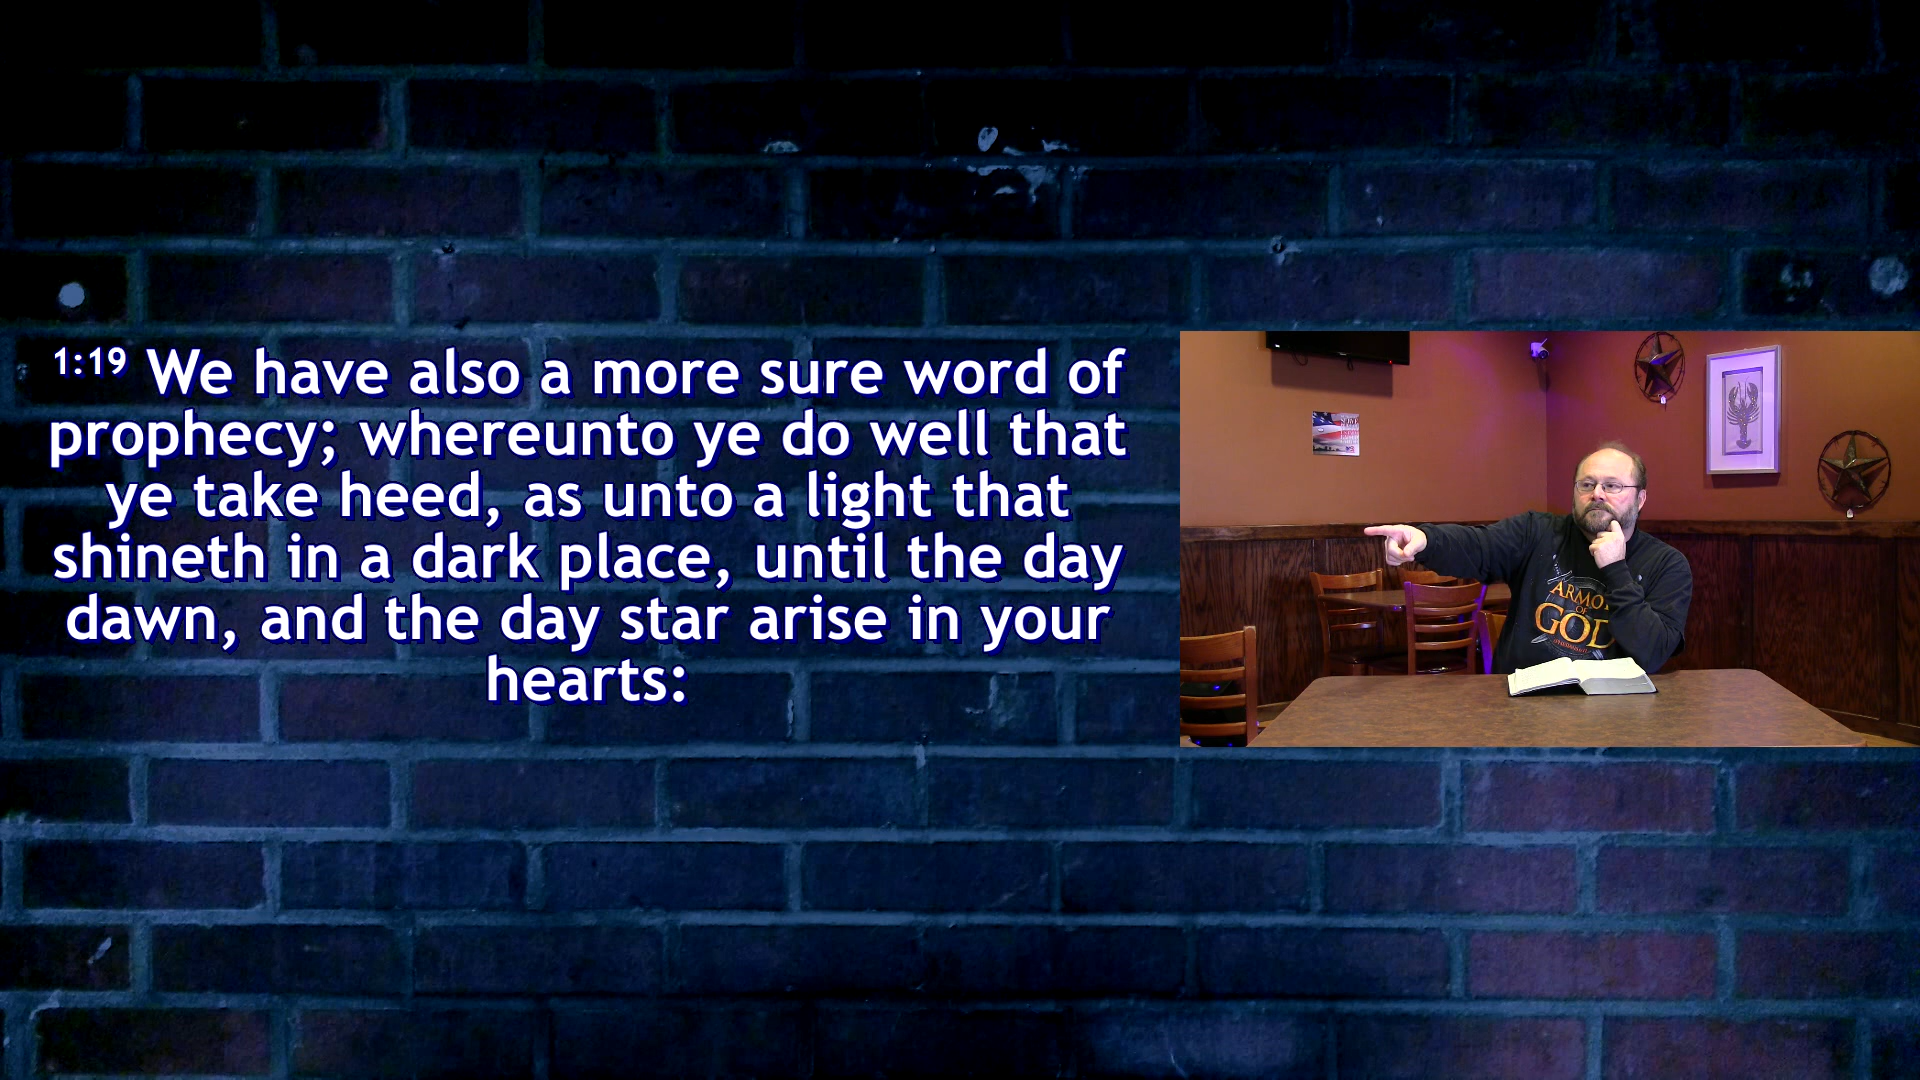 1:19 We have also a more sure word of
prophecy; whereunto ye do well that
ye take heed, as unto a light that
shineth in a dark place, until the day
dawn, and the day star arise in your
hearts:
ARMOR
OF
GOD